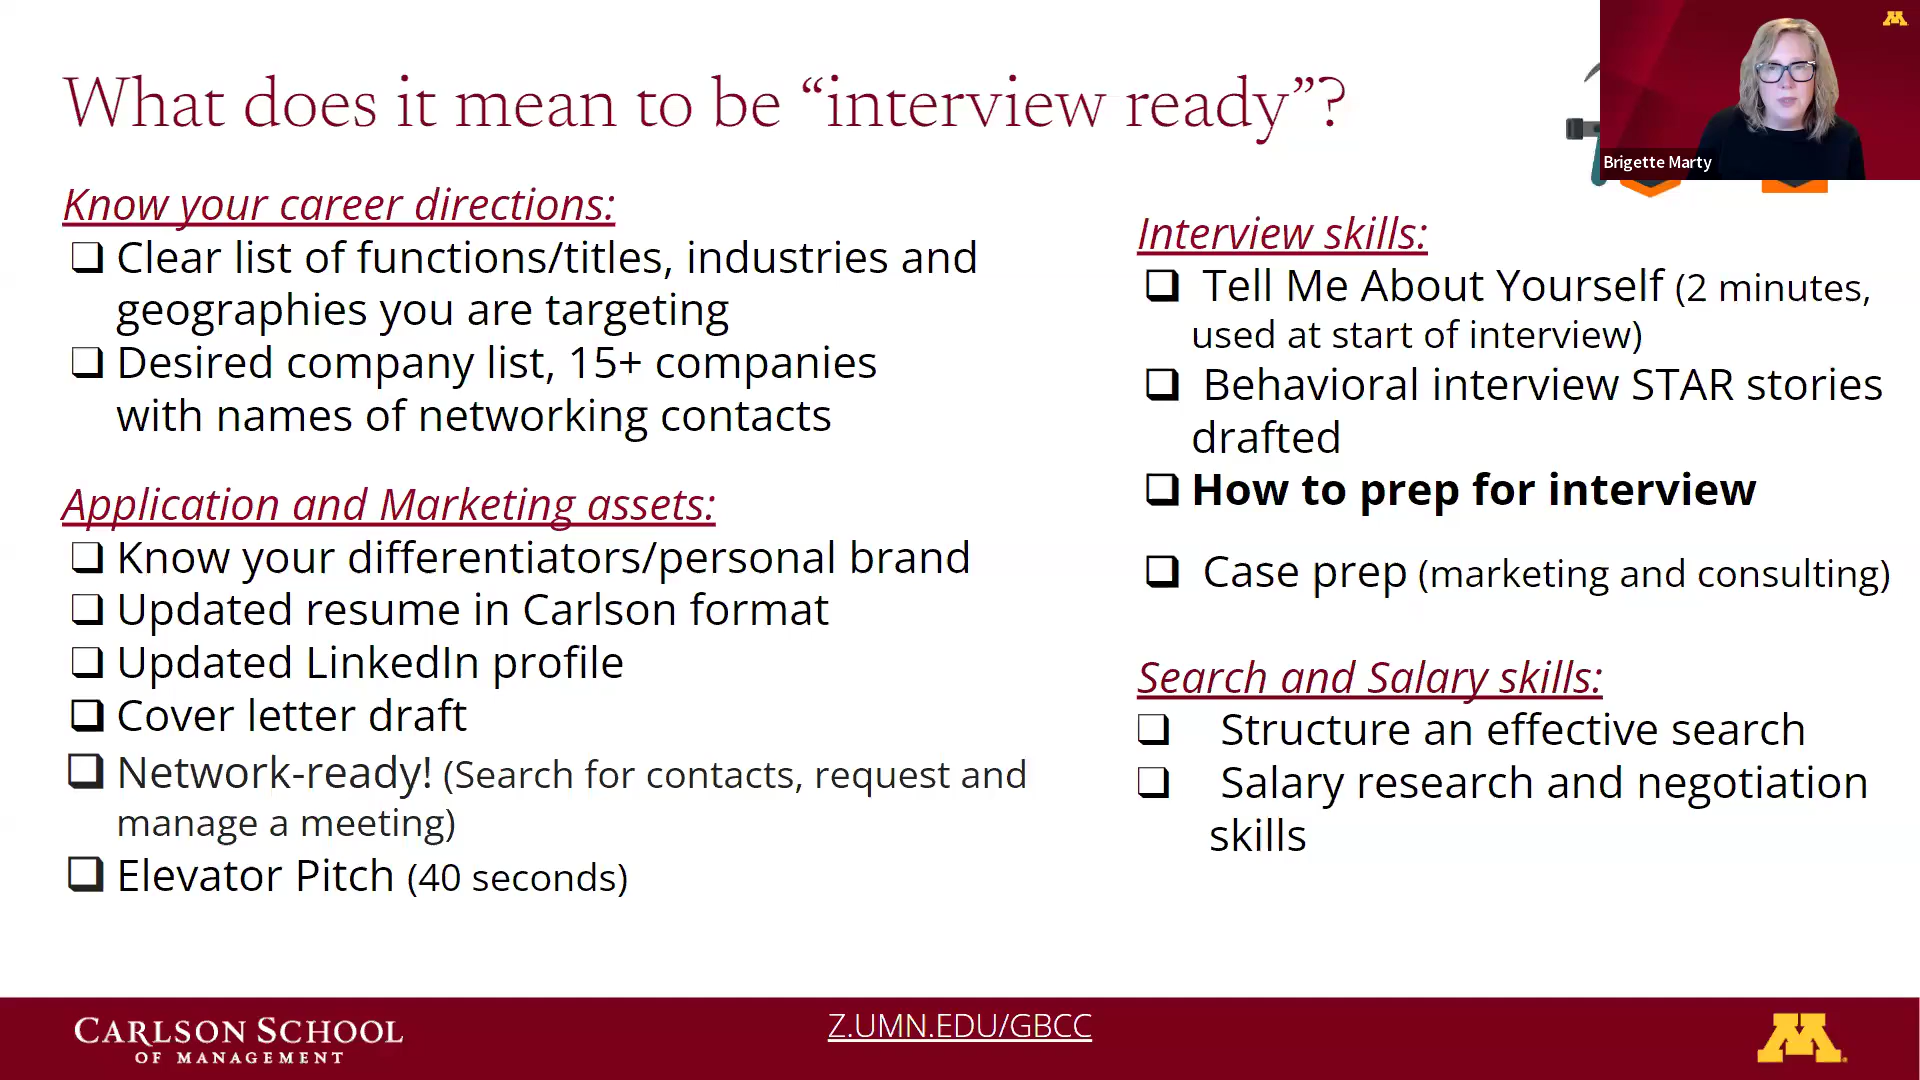 What does it mean to be “interview ready”?
Brigette Marty
Know your career directions:
❑ Clear list of functions/titles, industries and
geographies you are targeting
❑ Desired company list, 15+ companies
with names of networking contacts
Application and Marketing assets:
❑ Know your differentiators/personal brand
❑ Updated resume in Carlson format
❑ Updated LinkedIn profile
❑ Cover letter draft
❑ Network-ready! (Search for contacts, request and
manage a meeting)
❑ Elevator Pitch (40 seconds)
Interview skills:
❑ Tell Me About Yourself (2 minutes,
used at start of interview)
❑ Behavioral interview STAR stories
drafted
❑ How to prep for interview
❑ Case prep (marketing and consulting)
Search and Salary skills:
❑ Structure an effective search
❑ Salary research and negotiation
skills
CARLSON SCHOOL
OF MANAGEMENT
Z.UMN.EDU/GBCC
M